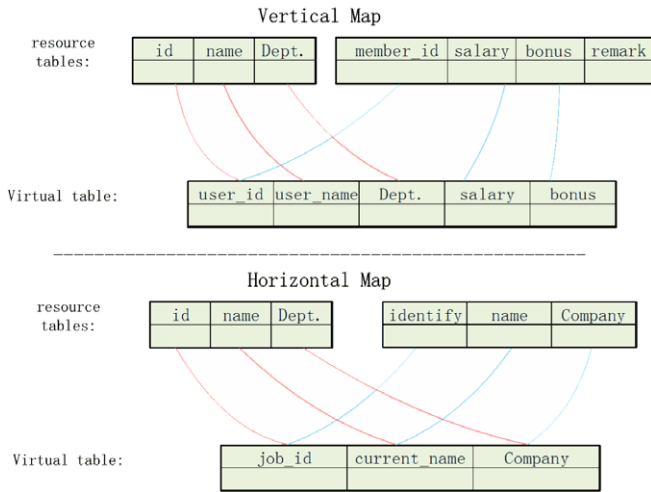 Vertical Map
resource tables:
id name Dept.
member_id salary bonus remark
Virtual table:
user_id user_name Dept. salary bonus
Horizontal Map
resource tables:
id name Dept.
identify name Company
Virtual table:
job_id current_name Company